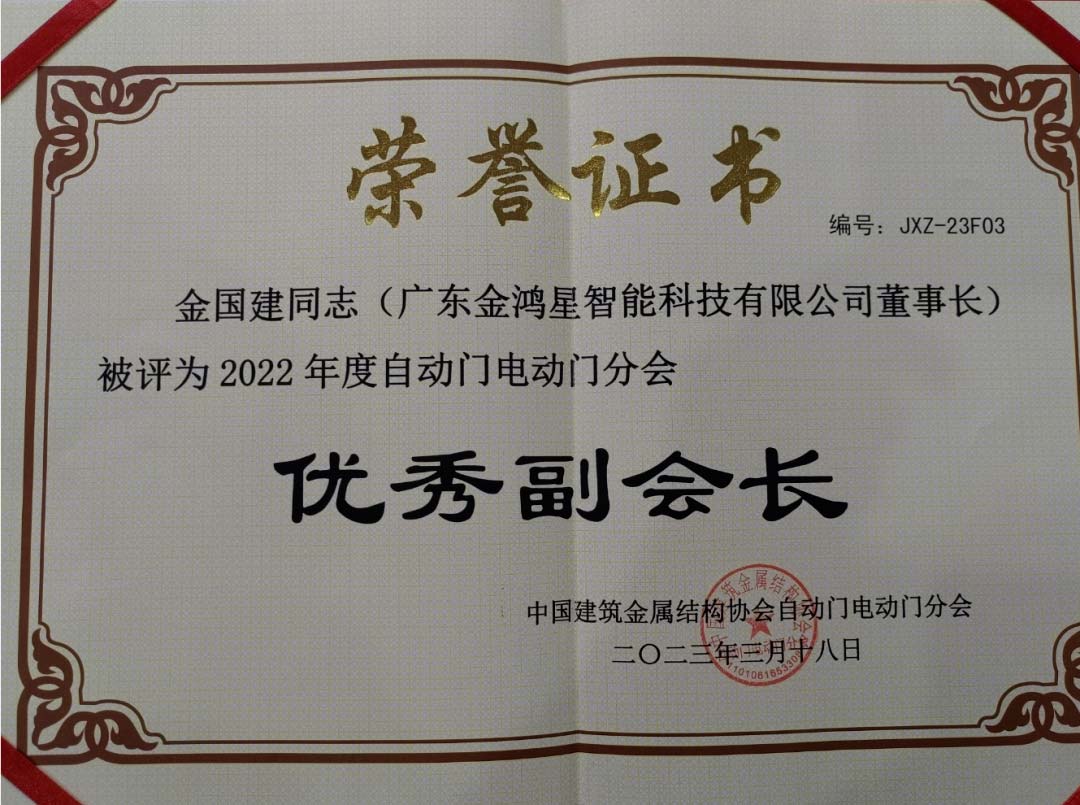 荣誉证书
编号：JXZ-23F03
金国建同志（广东金鸿星智能科技有限公司董事长）
被评为2022年度自动门电动门分会
优秀副会长
中国建筑金属结构协会自动门电动门分会
二〇二三年三月十八日